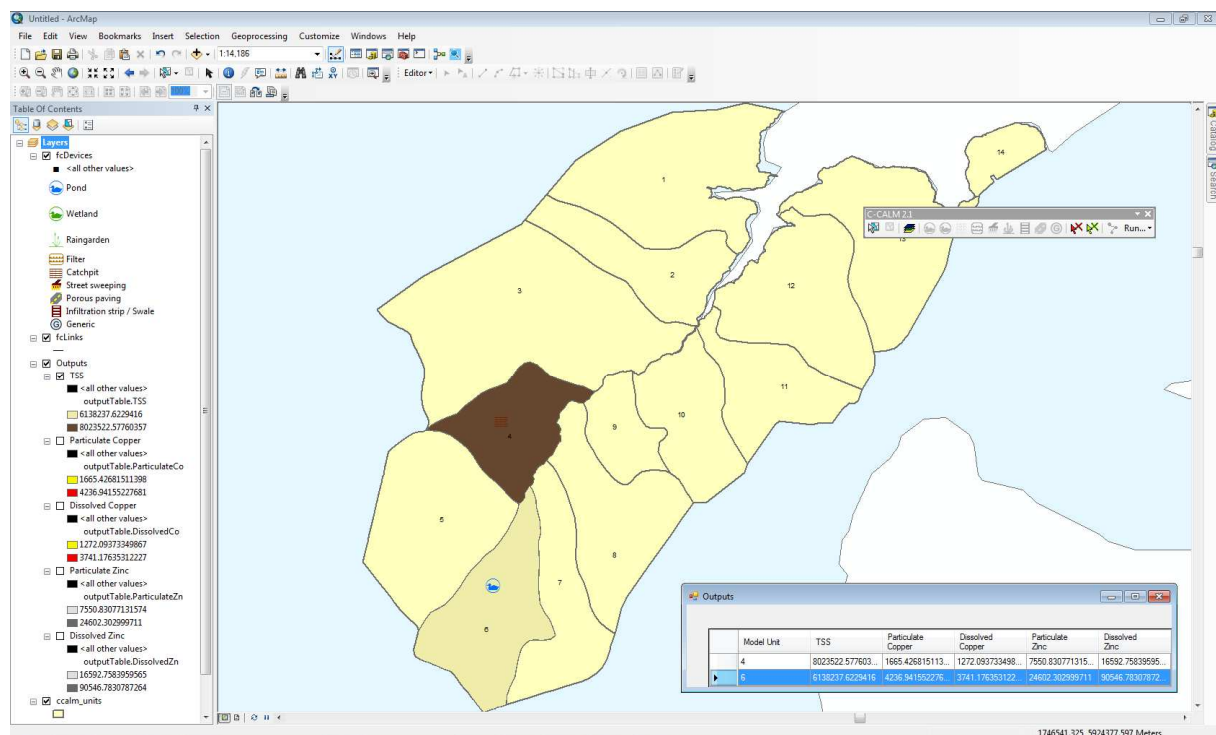 Untitled - ArcMap
File Edit View Bookmarks Insert Selection Geoprocessing Customize Windows Help
1:14,186
Editor
100%
Table Of Contents
Layers
fcDevices
<all other values>
Pond
Wetland
Raingarden
Filter
Catchpit
Street sweeping
Porous paving
Infiltration strip / Swale
Generic
fcLinks
Outputs
TSS
<all other values>
outputTable.TSS
6138237.6229416
8023522.57760357
Particulate Copper
<all other values>
outputTable.ParticulateCo
1665.42681511398
4236.94155227681
Dissolved Copper
<all other values>
outputTable.DissolvedCo
1272.09373349867
3741.17635312227
Particulate Zinc
<all other values>
outputTable.ParticulateZn
7550.83077131574
24602.302999711
Dissolved Zinc
<all other values>
outputTable.DissolvedZn
16592.7583959565
90546.7830787264
ccalm_units
1
14
C-CALM 2.1
Run...
13
2
3
12
11
10
9
4
5
8
7
6
Outputs
Model Unit TSS Particulate Copper Dissolved Copper Particulate Zinc Dissolved Zinc
4 8023522.577603... 1665.426815113... 1272.093733498... 7550.830771315... 16592.75839595...
6 6138237.6229416 4236.941552276... 3741.176353122... 24602.302999711 90546.78307872...
Catalog
Search
1746541.325 5924377.597 Meters